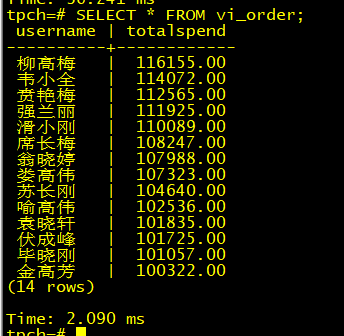 tpch=# SELECT * FROM vi_order;
username | totalspend
----------+------------
柳高梅 | 116155.00
韦小全 | 114072.00
贲艳梅 | 112565.00
强兰丽 | 111925.00
滑小刚 | 110089.00
席长梅 | 108247.00
翁晓婷 | 107988.00
娄高伟 | 107323.00
苏长刚 | 104640.00
喻高伟 | 102536.00
袁晓轩 | 101835.00
伏成峰 | 101725.00
毕晓刚 | 101057.00
金高芳 | 100322.00
(14 rows)
Time: 2.090 ms
tpch=#